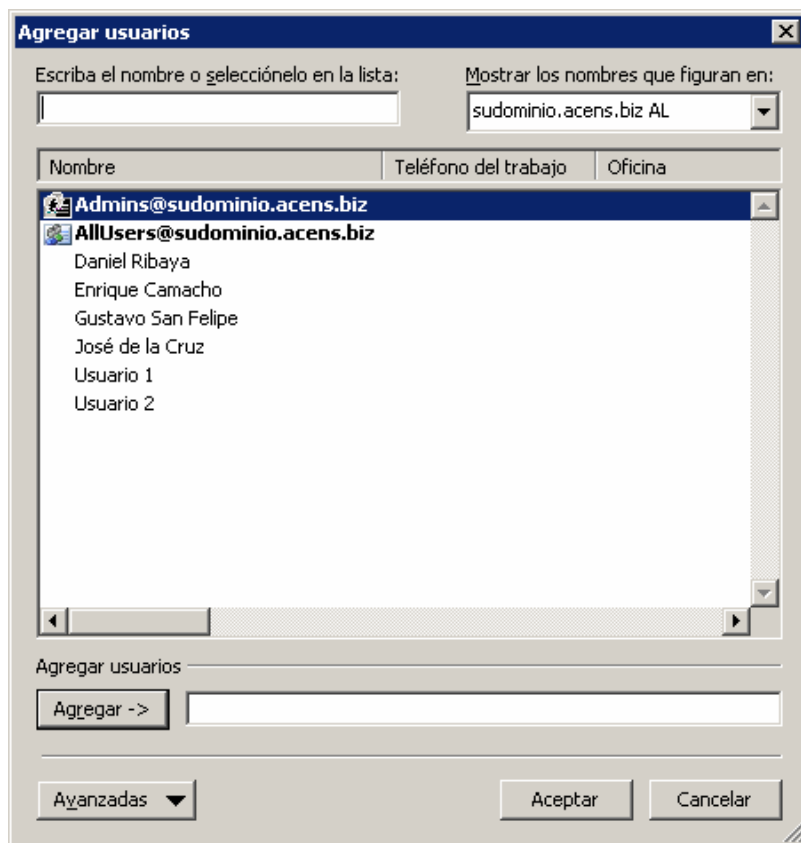 Agregar usuarios
Escriba el nombre o selecciónelo en la lista:
Mostrar los nombres que figuran en:
sudominio.acens.biz AL
Nombre Teléfono del trabajo Oficina
Admins@sudominio.acens.biz
AllUsers@sudominio.acens.biz
Daniel Ribaya
Enrique Camacho
Gustavo San Felipe
José de la Cruz
Usuario 1
Usuario 2
Agregar usuarios
Agregar ->
Avanzadas
Aceptar
Cancelar